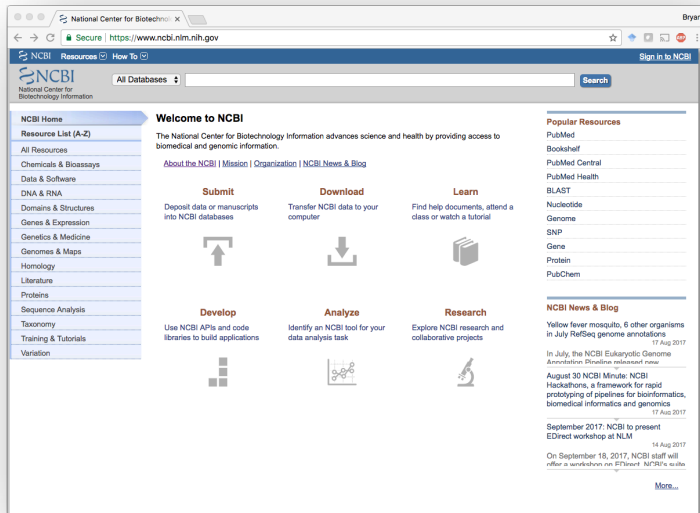 National Center for Biotechnol
Bryan
Secure https://www.ncbi.nlm.nih.gov
NCBI Resources How To
Sign in to NCBI
NCBI
National Center for
Biotechnology Information
All Databases
Search
NCBI Home
Resource List (A-Z)
All Resources
Chemicals & Bioassays
Data & Software
DNA & RNA
Domains & Structures
Genes & Expression
Genetics & Medicine
Genomes & Maps
Homology
Literature
Proteins
Sequence Analysis
Taxonomy
Training & Tutorials
Variation
Welcome to NCBI
The National Center for Biotechnology Information advances science and health by providing access to
biomedical and genomic information.
About the NCBI | Mission | Organization | NCBI News & Blog
Submit
Deposit data or manuscripts
into NCBI databases
Download
Transfer NCBI data to your
computer
Learn
Find help documents, attend a
class or watch a tutorial
Develop
Use NCBI APIs and code
libraries to build applications
Analyze
Identify an NCBI tool for your
data analysis task
Research
Explore NCBI research and
collaborative projects
Popular Resources
PubMed
Bookshelf
PubMed Central
PubMed Health
BLAST
Nucleotide
Genome
SNP
Gene
Protein
PubChem
NCBI News & Blog
Yellow fever mosquito, 6 other organisms
in July RefSeq genome annotations
17 Aug 2017
In July, the NCBI Eukaryotic Genome
Annotation Pipeline released new
August 30 NCBI Minute: NCBI
Hackathons, a framework for rapid
prototyping of pipelines for bioinformatics,
biomedical informatics and genomics
17 Aug 2017
September 2017: NCBI to present
EDirect workshop at NLM
14 Aug 2017
On September 18, 2017, NCBI staff will
offer a workshop on EDirect, NCBI's suite
More...